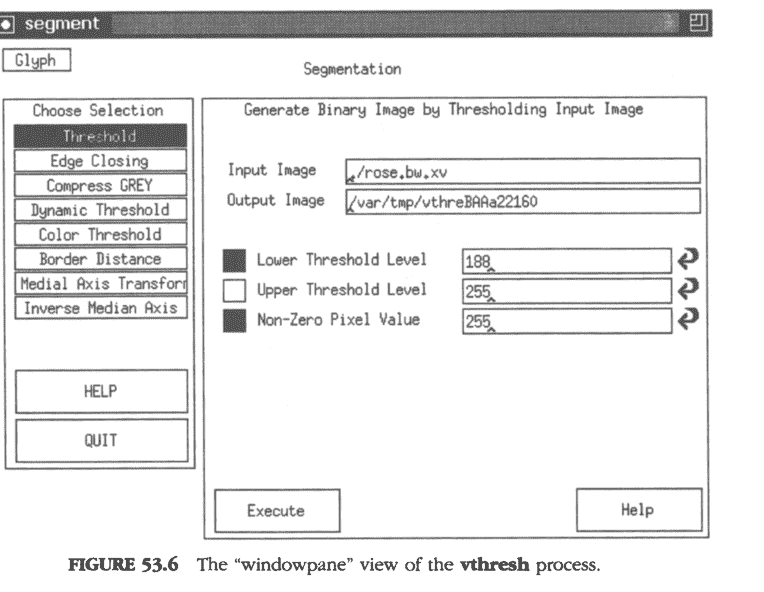 segment
Glyph
Segmentation
Choose Selection
Threshold
Edge Closing
Compress GREY
Dynamic Threshold
Color Threshold
Border Distance
Medial Axis Transforr
Inverse Median Axis
HELP
QUIT
Generate Binary Image by Thresholding Input Image
Input Image ./rose.bw.xv
Output Image /var/tmp/vthreBAAa22160
Lower Threshold Level 188
Upper Threshold Level 255
Non-Zero Pixel Value 255
Execute
Help
FIGURE 53.6 The “windowpane” view of the vthresh process.